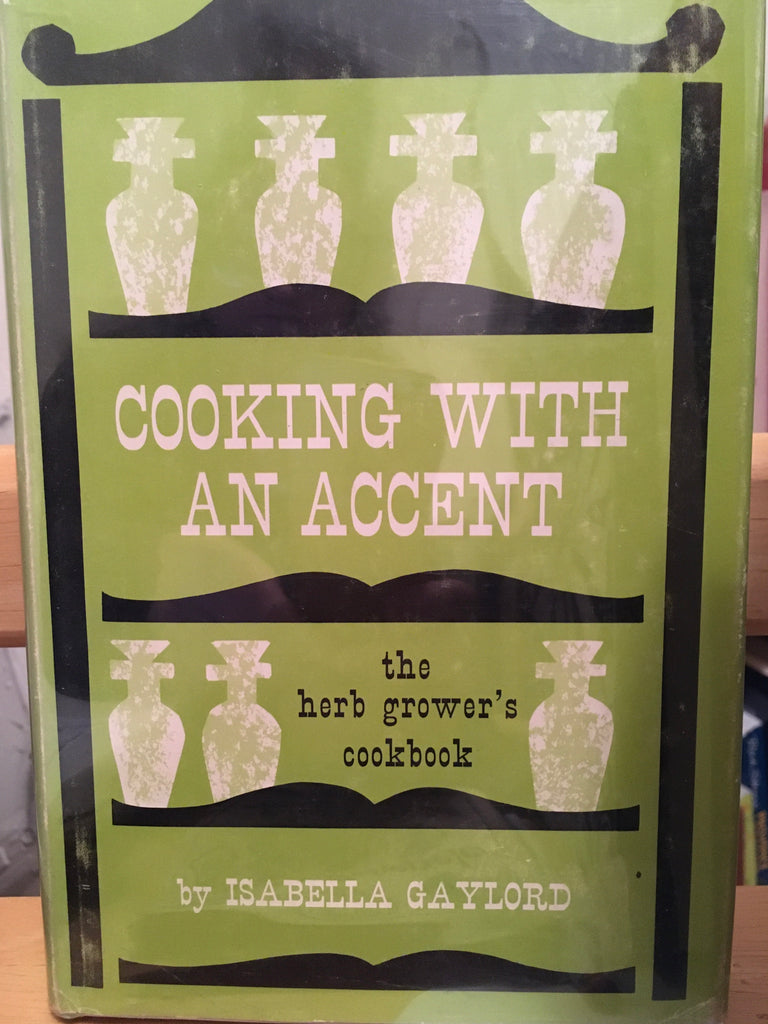 COOKING WITH
AN ACCENT
the
herb grower's
cookbook
by ISABELLA GAYLORD